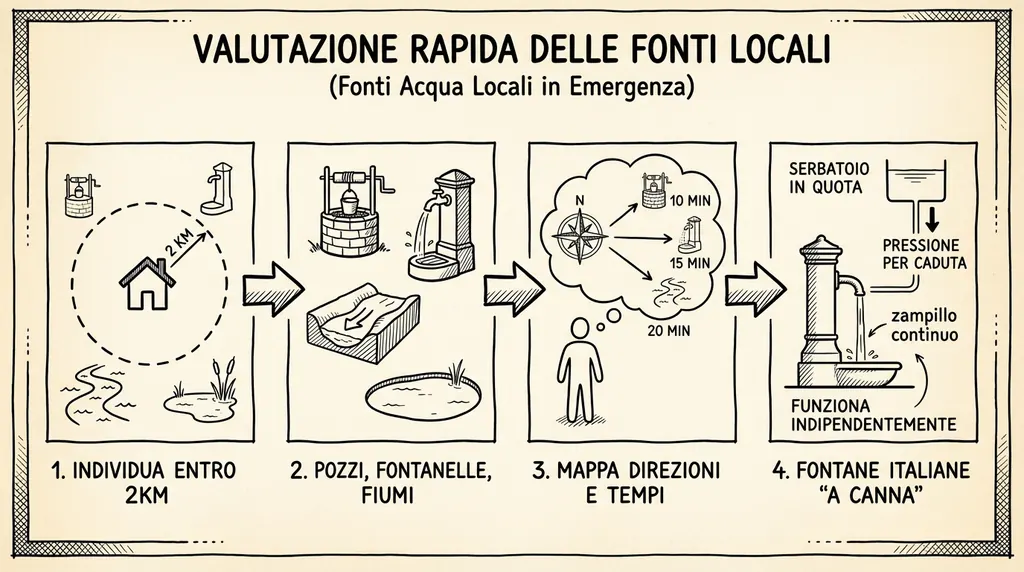 VALUTAZIONE RAPIDA DELLE FONTI LOCALI
(Fonti Acqua Locali in Emergenza)
2 KM
1. INDIVIDUA ENTRO
2KM
2. POZZI, FONTANELLE,
FIUMI
N
10 MIN
15 MIN
20 MIN
3. MAPPA DIREZIONI
E TEMPI
SERBATOIO
IN QUOTA
PRESSIONE
PER CADUTA
zampillo
continuo
FUNZIONA
INDIPENDENTEMENTE
4. FONTANE ITALIANE
"A CANNA"